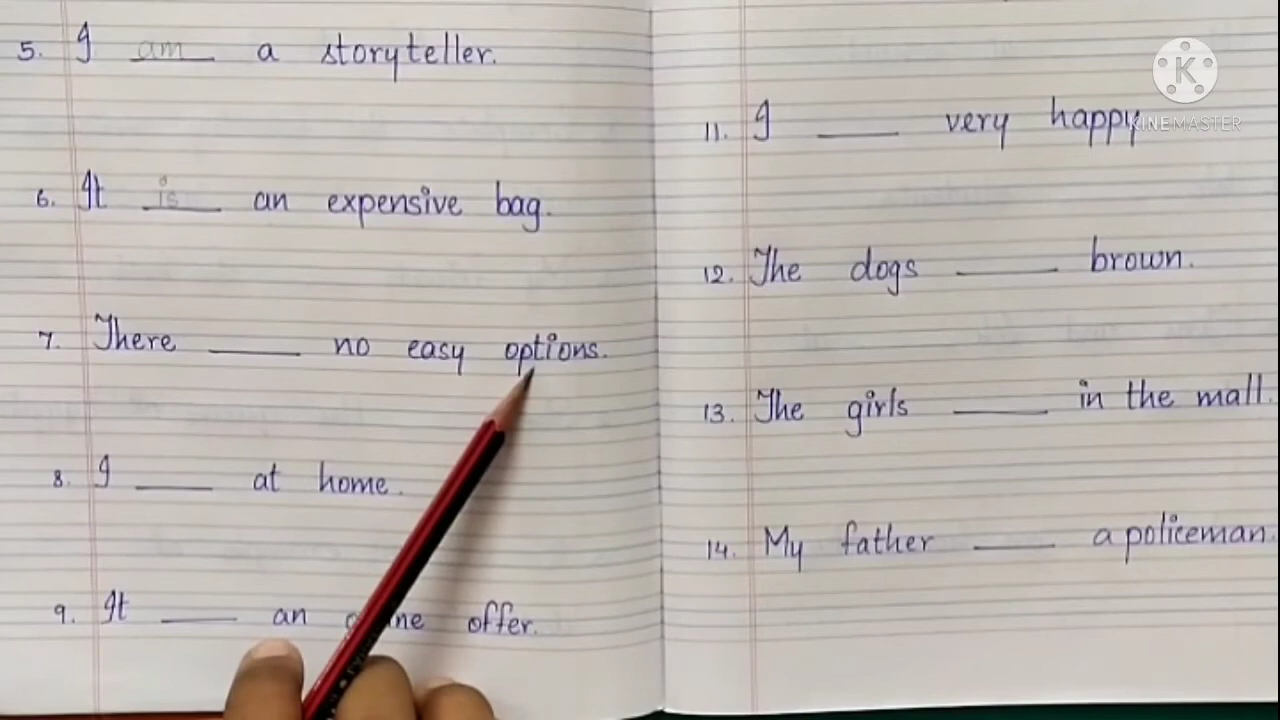 5. I am a storyteller.
6. It is an expensive bag.
7. There ____ no easy options.
8. I ____ at home.
9. It ____ an offer.
11. I ____ very happy
12. The dogs ____ brown.
13. The girls ____ in the mall.
14. My father ____ a policeman.
K
KINEMASTER